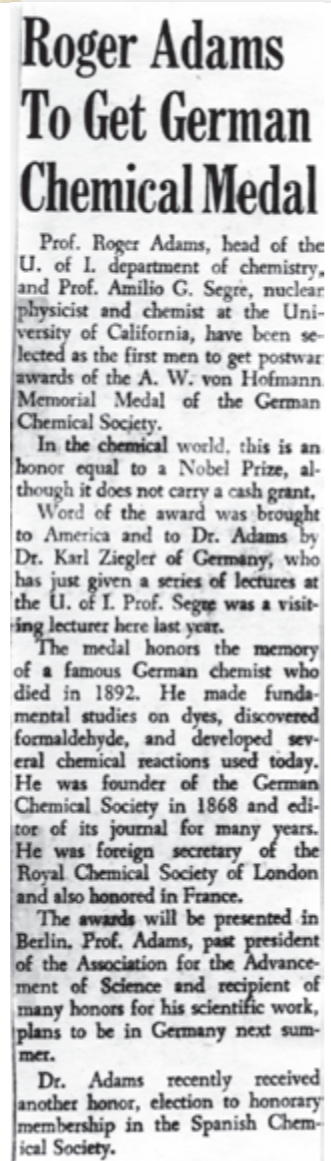 Roger Adams
To Get German
Chemical Medal
Prof. Roger Adams, head of the
U. of I. department of chemistry,
and Prof. Amilio G. Segre, nuclear
physicist and chemist at the Uni-
versity of California, have been se-
lected as the first men to get postwar
awards of the A. W. von Hofmann
Memorial Medal of the German
Chemical Society.
In the chemical world, this is an
honor equal to a Nobel Prize, al-
though it does not carry a cash grant.
Word of the award was brought
to America and to Dr. Adams by
Dr. Karl Ziegler of Germany, who
has just given a series of lectures at
the U. of I. Prof. Segre was a visit-
ing lecturer here last year.
The medal honors the memory
of a famous German chemist who
died in 1892. He made funda-
mental studies on dyes, discovered
formaldehyde, and developed sev-
eral chemical reactions used today.
He was founder of the German
Chemical Society in 1868 and edi-
tor of its journal for many years.
He was foreign secretary of the
Royal Chemical Society of London
and also honored in France.
The awards will be presented in
Berlin. Prof. Adams, past president
of the Association for the Advance-
ment of Science and recipient of
many honors for his scientific work,
plans to be in Germany next sum-
mer.
Dr. Adams recently received
another honor, election to honorary
membership in the Spanish Chem-
ical Society.